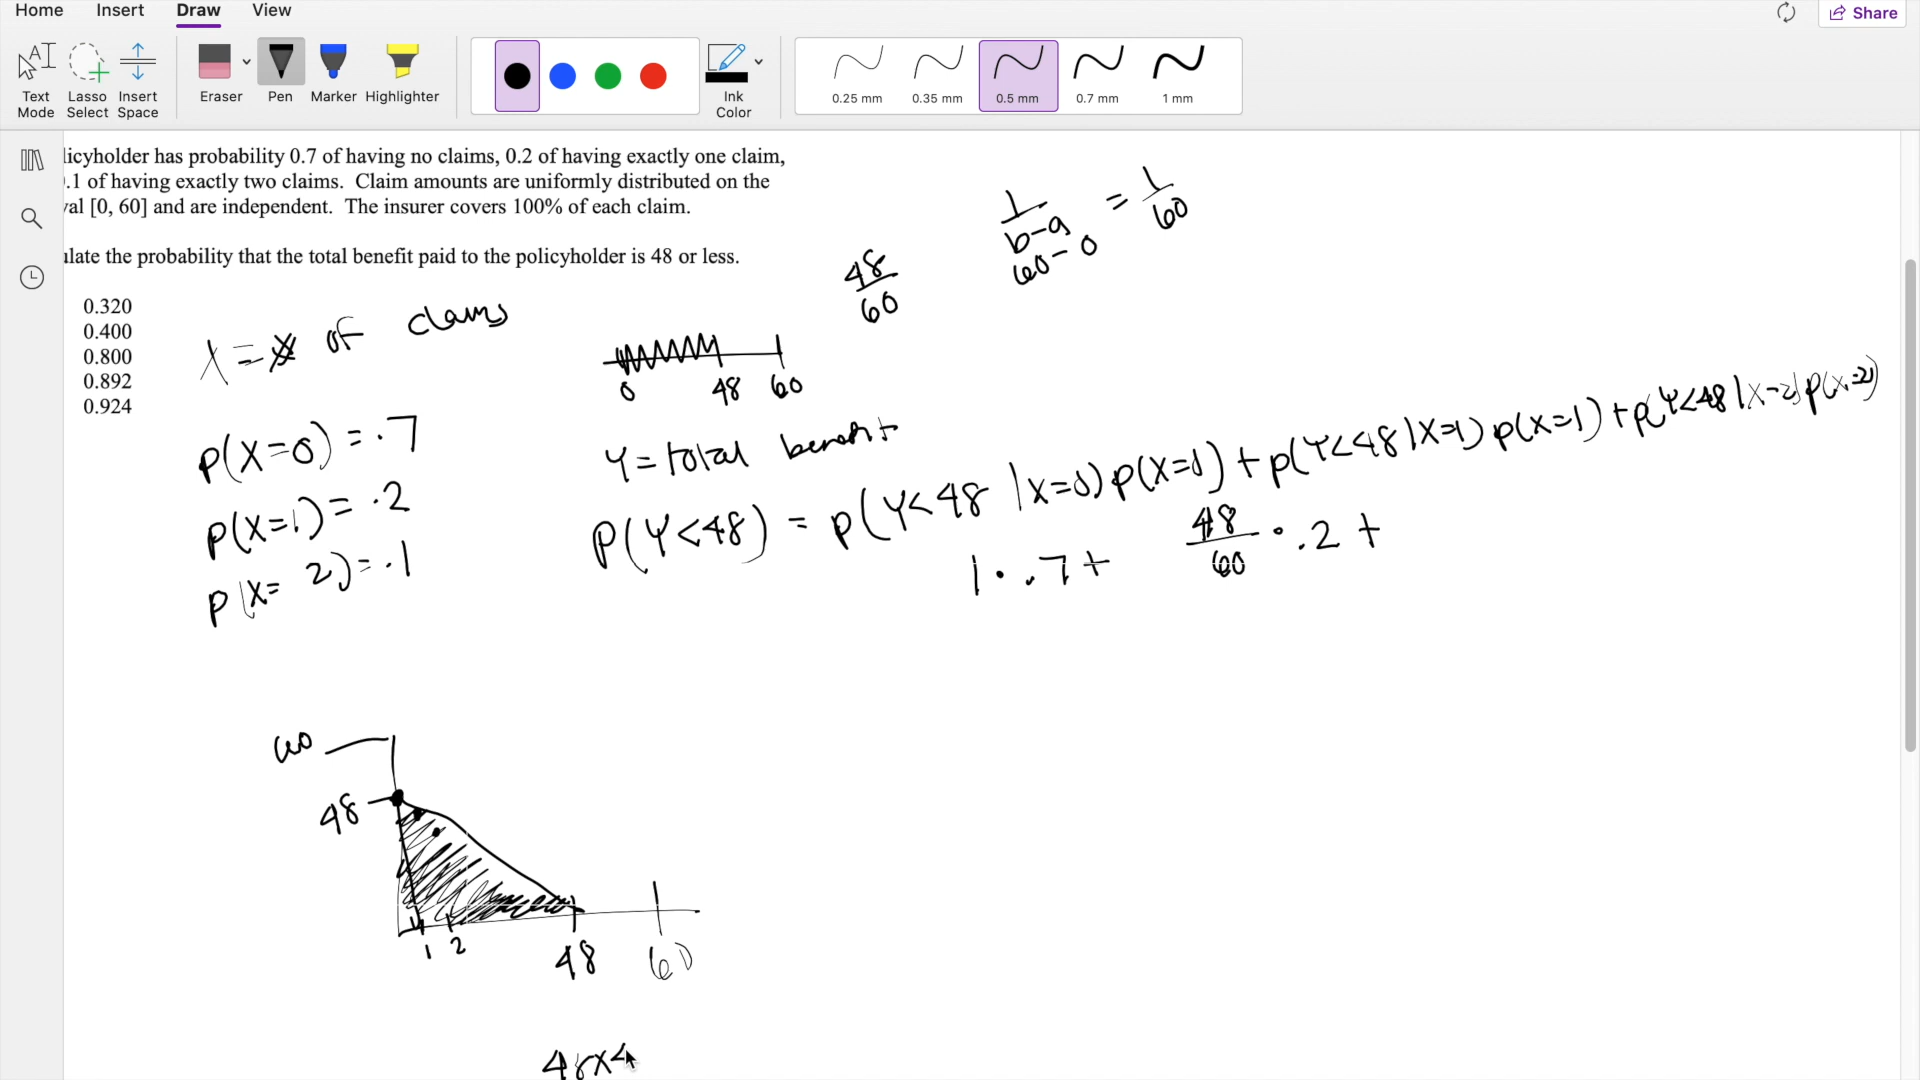 Home Insert Draw View
Share
Text Mode
Lasso Select
Insert Space
Eraser
Pen
Marker
Highlighter
Ink Color
0.25 mm
0.35 mm
0.5 mm
0.7 mm
1 mm
licyholder has probability 0.7 of having no claims, 0.2 of having exactly one claim,
.1 of having exactly two claims. Claim amounts are uniformly distributed on the
val [0, 60] and are independent. The insurer covers 100% of each claim.
ulate the probability that the total benefit paid to the policyholder is 48 or less.
0.320
0.400
0.800
0.892
0.924
1/b-a = 1/60
60-0
48/60
X = # of claims
0 48 60
P(X=0) = .7
P(X=1) = .2
P(X= 2) = .1
Y = total benefit
P(Y<48) = P(Y<48 | X=0) P(X=0) + P(Y<48 | X=1) P(X=1) + P(Y<48 | X=2) P(X=2)
1 · .7 + 48/60 · .2 +
60
48
1 2 48 60
48x4